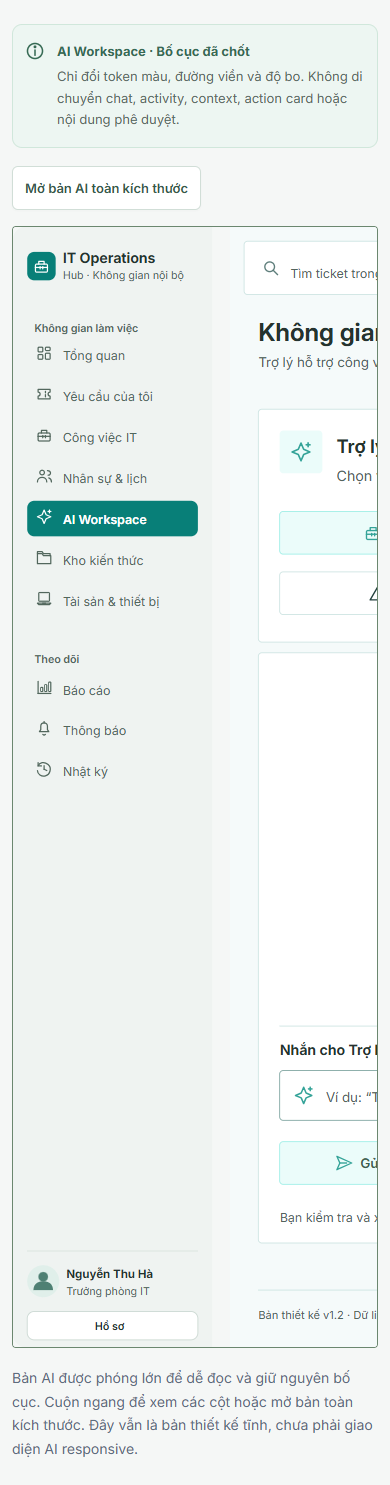 AI Workspace · Bố cục đã chốt
Chỉ đổi token màu, đường viền và độ bo. Không di
chuyển chat, activity, context, action card hoặc
nội dung phê duyệt.
Mở bản AI toàn kích thước
IT Operations
Hub · Không gian nội bộ
Không gian làm việc
Tổng quan
Yêu cầu của tôi
Công việc IT
Nhân sự & lịch
AI Workspace
Kho kiến thức
Tài sản & thiết bị
Theo dõi
Báo cáo
Thông báo
Nhật ký
Nguyễn Thu Hà
Trưởng phòng IT
Hồ sơ
Tìm ticket trong
Không gian
Trợ lý hỗ trợ công v
Trợ lý
Chọn
Nhắn cho Trợ l
Ví dụ: “T
Gử
Bạn kiểm tra và x
Bản thiết kế v1.2 · Dữ li
Bản AI được phóng lớn để dễ đọc và giữ nguyên bố
cục. Cuộn ngang để xem các cột hoặc mở bản toàn
kích thước. Đây vẫn là bản thiết kế tĩnh, chưa phải giao
diện AI responsive.